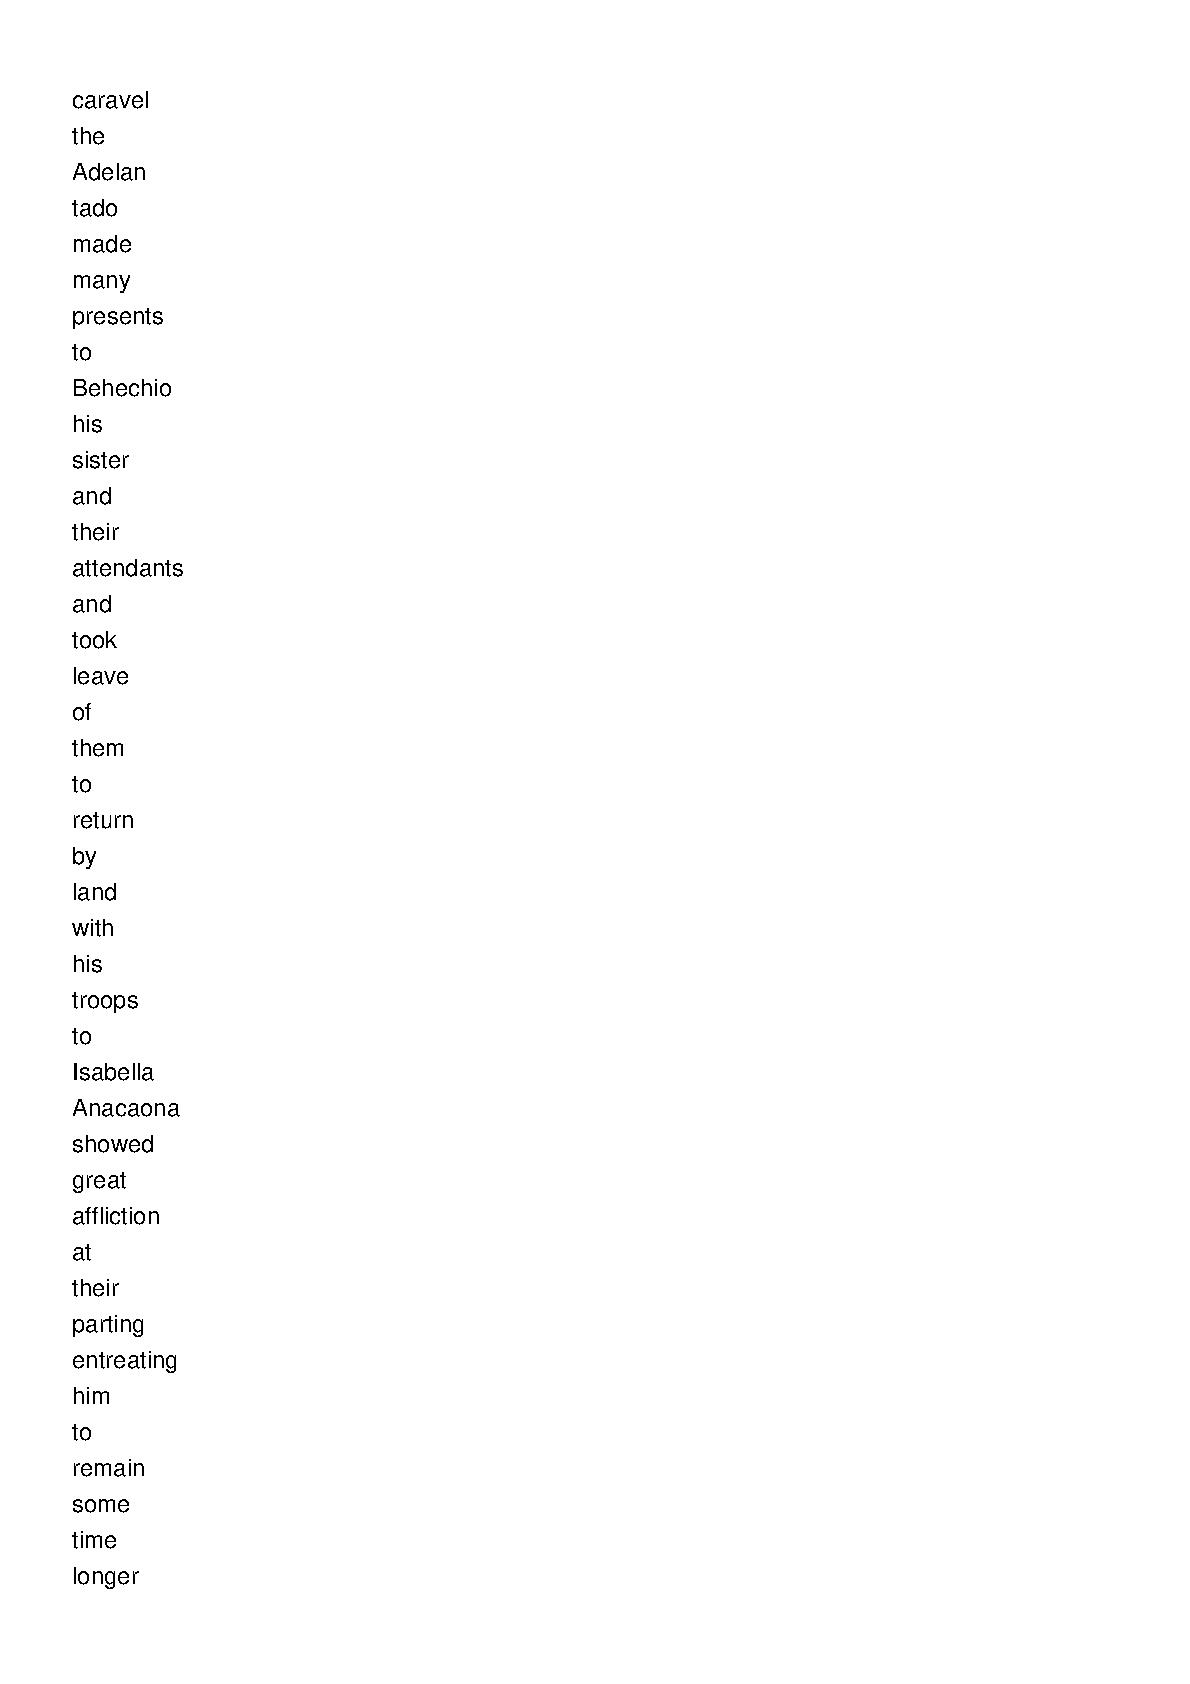 caravel
the
Adelan
tado
made
many
presents
to
Behechio
his
sister
and
their
attendants
and
took
leave
of
them
to
return
by
land
with
his
troops
to
Isabella
Anacaona
showed
great
affliction
at
their
parting
entreating
him
to
remain
some
time
longer